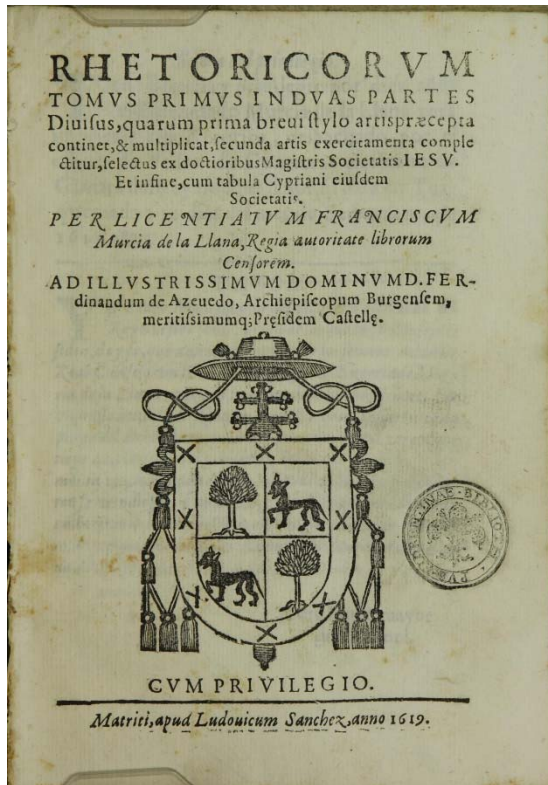 RHETORICORVM
TOMVS PRIMVS IN DVAS PARTES
Diuiſus, quarum prima breui ſtylo artis præcepta
continet, & multiplicat, ſecunda artis exercitamenta comple
ctitur, ſelectus ex doctioribus Magiſtris Societatis IESV.
Et in fine, cum tabula Cypriani eiuſdem
Societatis.
PER LICENTIATVM FRANCISCVM
Murcia de la Llana, Regia autoritate librorum
Cenſorem.
AD ILLVSTRISSIMVM DOMINVM D. FER-
dinandum de Azeuedo, Archiepiſcopum Burgenſem,
meritiſsimumq; Pręſidem Caſtellę.
CVM PRIVILEGIO.
Matriti, apud Ludouicum Sanchez, anno 1619.